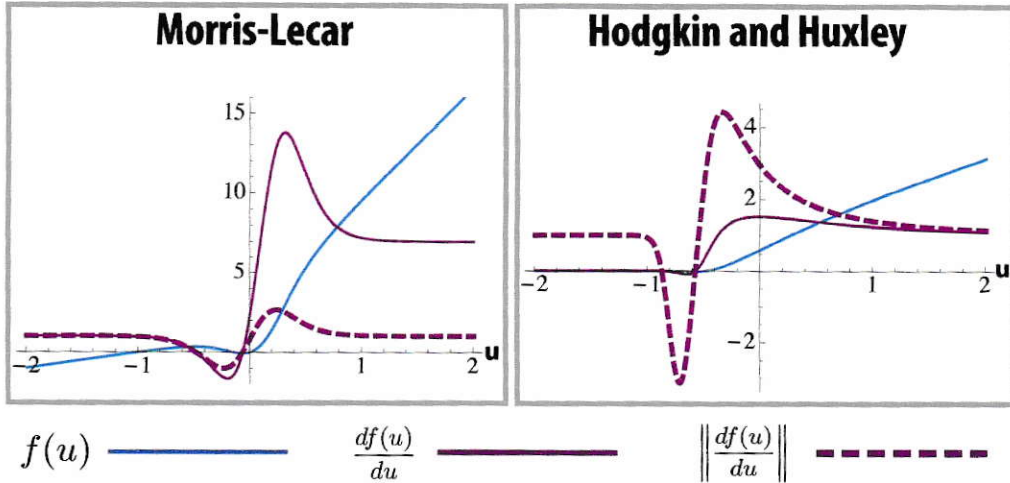 Morris-Lecar
15
10
5
-2 -1 1 2
u
Hodgkin and Huxley
4
2
-2 -1 1 2
u
-2
f(u)
df(u)
du
‖df(u)
du‖